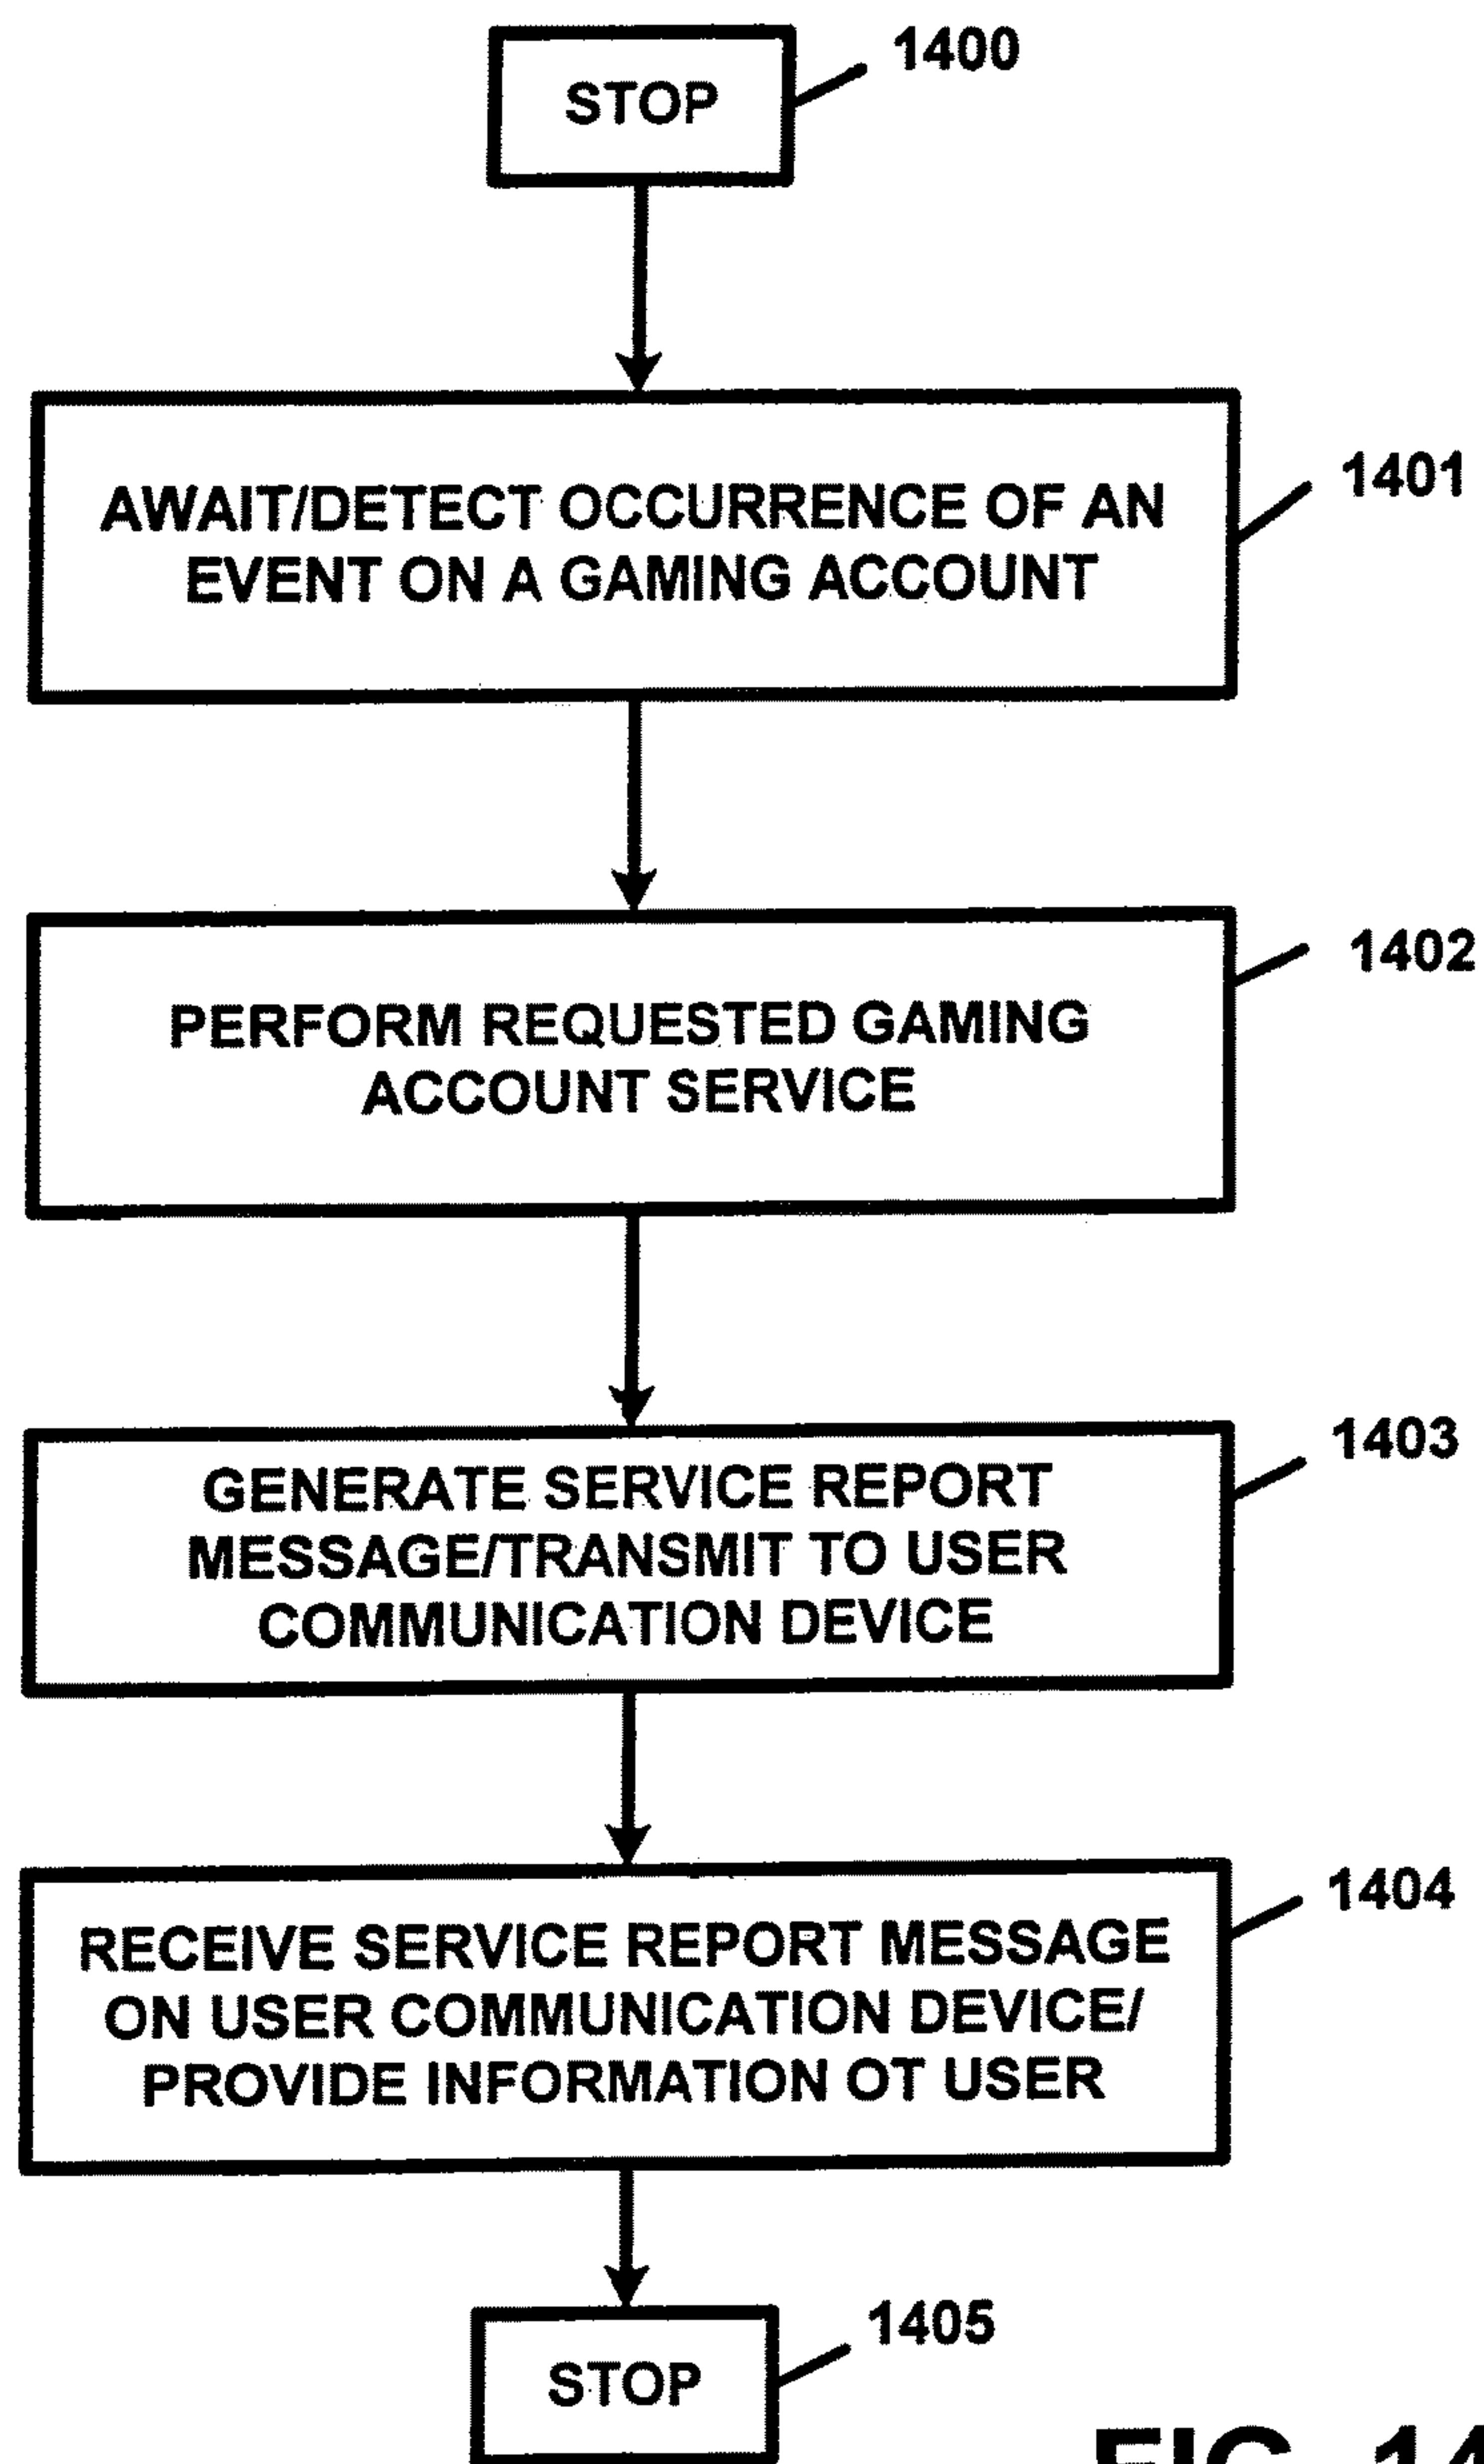 STOP
1400
AWAIT/DETECT OCCURRENCE OF AN
EVENT ON A GAMING ACCOUNT
1401
PERFORM REQUESTED GAMING
ACCOUNT SERVICE
1402
GENERATE SERVICE REPORT
MESSAGE/TRANSMIT TO USER
COMMUNICATION DEVICE
1403
RECEIVE SERVICE REPORT MESSAGE
ON USER COMMUNICATION DEVICE/
PROVIDE INFORMATION OT USER
1404
STOP
1405
FIG. 14